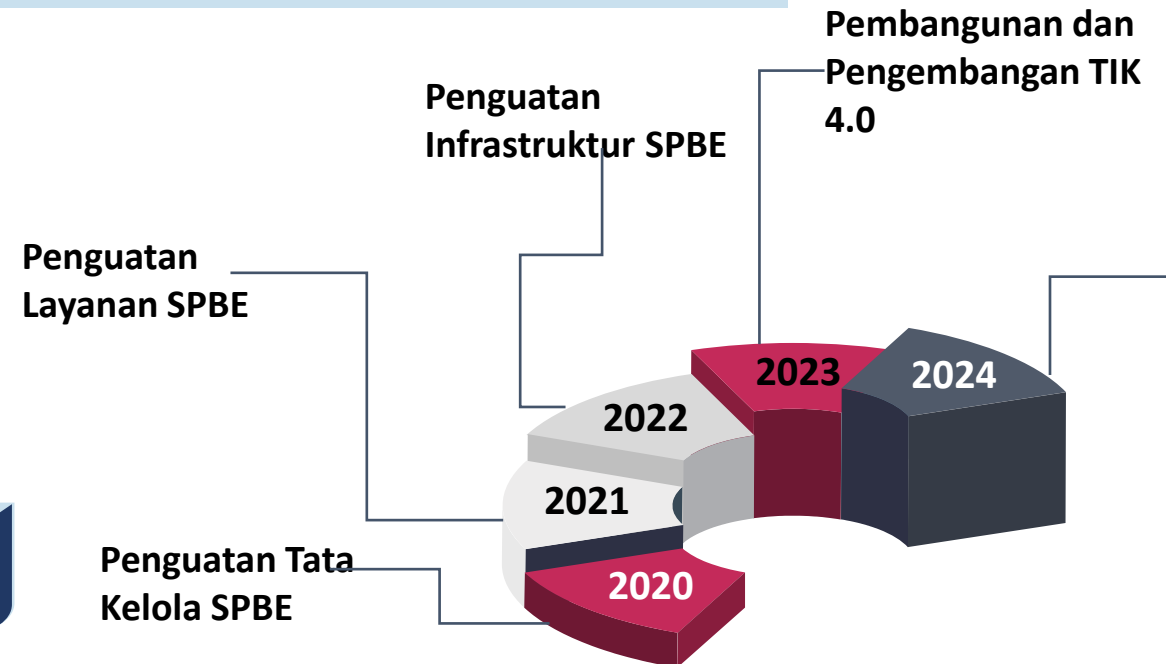 Pembangunan dan
Pengembangan TIK
4.0
Penguatan
Infrastruktur SPBE
Penguatan
Layanan SPBE
2023
2024
2022
2021
Penguatan Tata
Kelola SPBE
2020